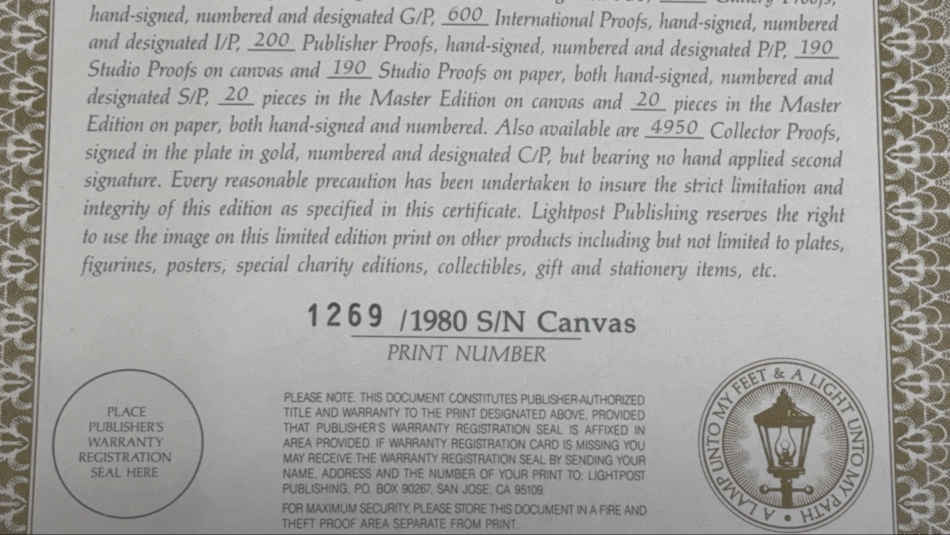 Proofs,
hand-signed, numbered and designated G/P, 600 International Proofs, hand-signed, numbered
and designated I/P, 200 Publisher Proofs, hand-signed, numbered and designated P/P, 190
Studio Proofs on canvas and 190 Studio Proofs on paper, both hand-signed, numbered and
designated S/P, 20 pieces in the Master Edition on canvas and 20 pieces in the Master
Edition on paper, both hand-signed and numbered. Also available are 4950 Collector Proofs,
signed in the plate in gold, numbered and designated C/P, but bearing no hand applied second
signature. Every reasonable precaution has been undertaken to insure the strict limitation and
integrity of this edition as specified in this certificate. Lightpost Publishing reserves the right
to use the image on this limited edition print on other products including but not limited to plates,
figurines, posters, special charity editions, collectibles, gift and stationery items, etc.
1269 /1980 S/N Canvas
PRINT NUMBER
PLACE
PUBLISHER'S
WARRANTY
REGISTRATION
SEAL HERE
PLEASE NOTE. THIS DOCUMENT CONSTITUTES PUBLISHER-AUTHORIZED
TITLE AND WARRANTY TO THE PRINT DESIGNATED ABOVE, PROVIDED
THAT PUBLISHER'S WARRANTY REGISTRATION SEAL IS AFFIXED IN
AREA PROVIDED. IF WARRANTY REGISTRATION CARD IS MISSING YOU
MAY RECEIVE THE WARRANTY REGISTRATION SEAL BY SENDING YOUR
NAME, ADDRESS AND THE NUMBER OF YOUR PRINT TO: LIGHTPOST
PUBLISHING, P.O. BOX 90267, SAN JOSE, CA 95109.
FOR MAXIMUM SECURITY, PLEASE STORE THIS DOCUMENT IN A FIRE AND
THEFT PROOF AREA SEPARATE FROM PRINT.
A LAMP UNTO MY FEET & A LIGHT UNTO MY PATH •